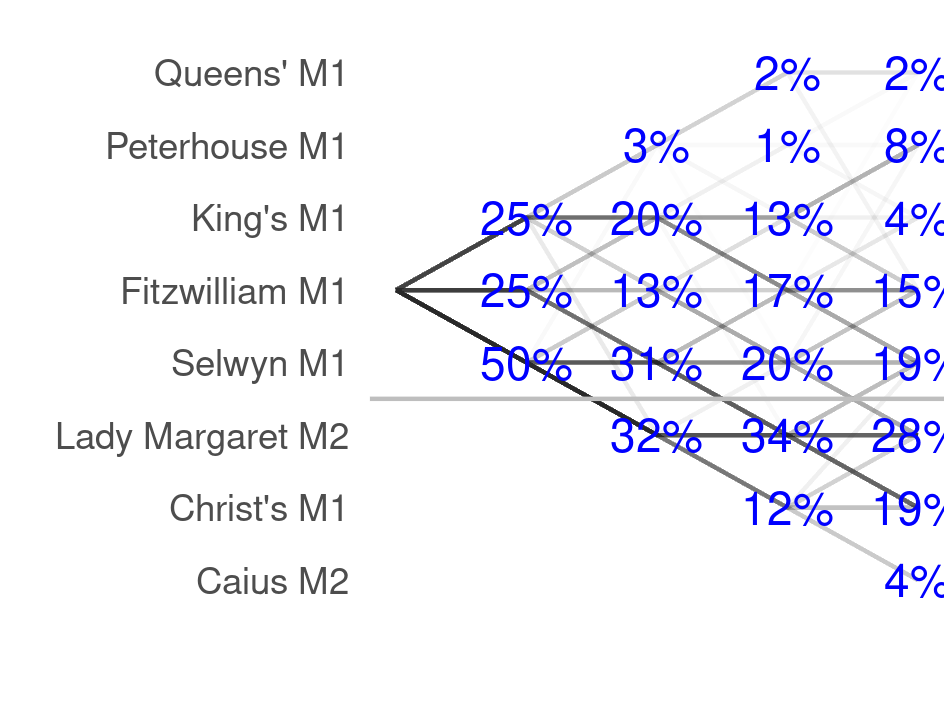 Queens' M1 2% 2%
Peterhouse M1 3% 1% 8%
King's M1 25% 20% 13% 4%
Fitzwilliam M1 25% 13% 17% 15%
Selwyn M1 50% 31% 20% 19%
Lady Margaret M2 32% 34% 28%
Christ's M1 12% 19%
Caius M2 4%